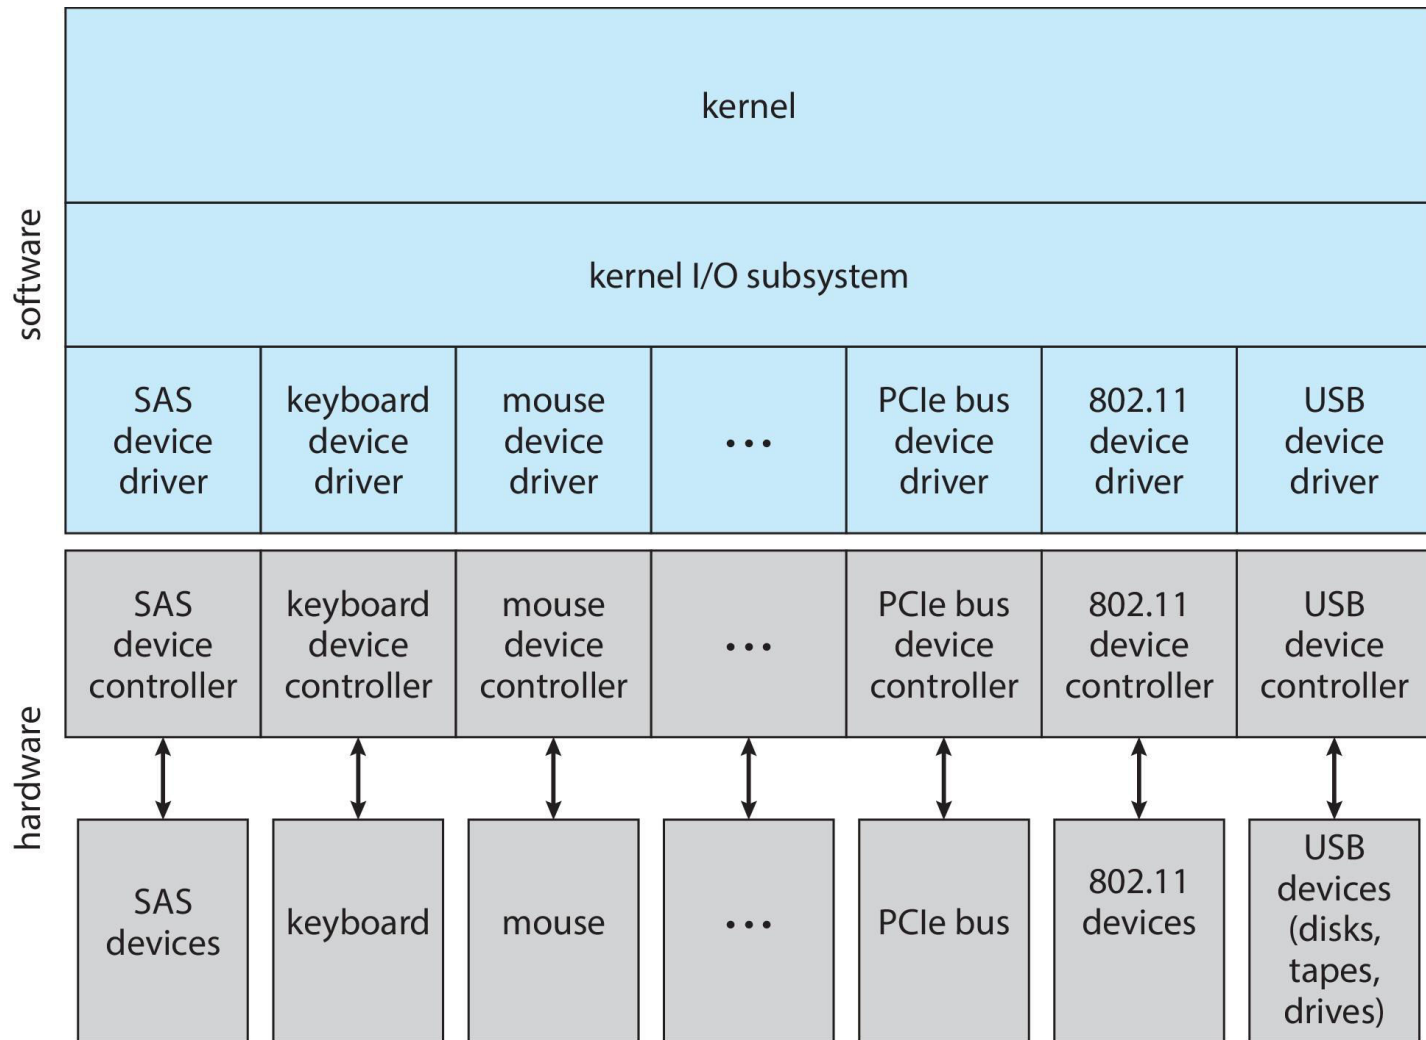 software
kernel
kernel I/O subsystem
SAS
device
driver
keyboard
device
driver
mouse
device
driver
...
PCIe bus
device
driver
802.11
device
driver
USB
device
driver
hardware
SAS
device
controller
keyboard
device
controller
mouse
device
controller
...
PCIe bus
device
controller
802.11
device
controller
USB
device
controller
SAS
devices
keyboard
mouse
...
PCIe bus
802.11
devices
USB
devices
(disks,
tapes,
drives)